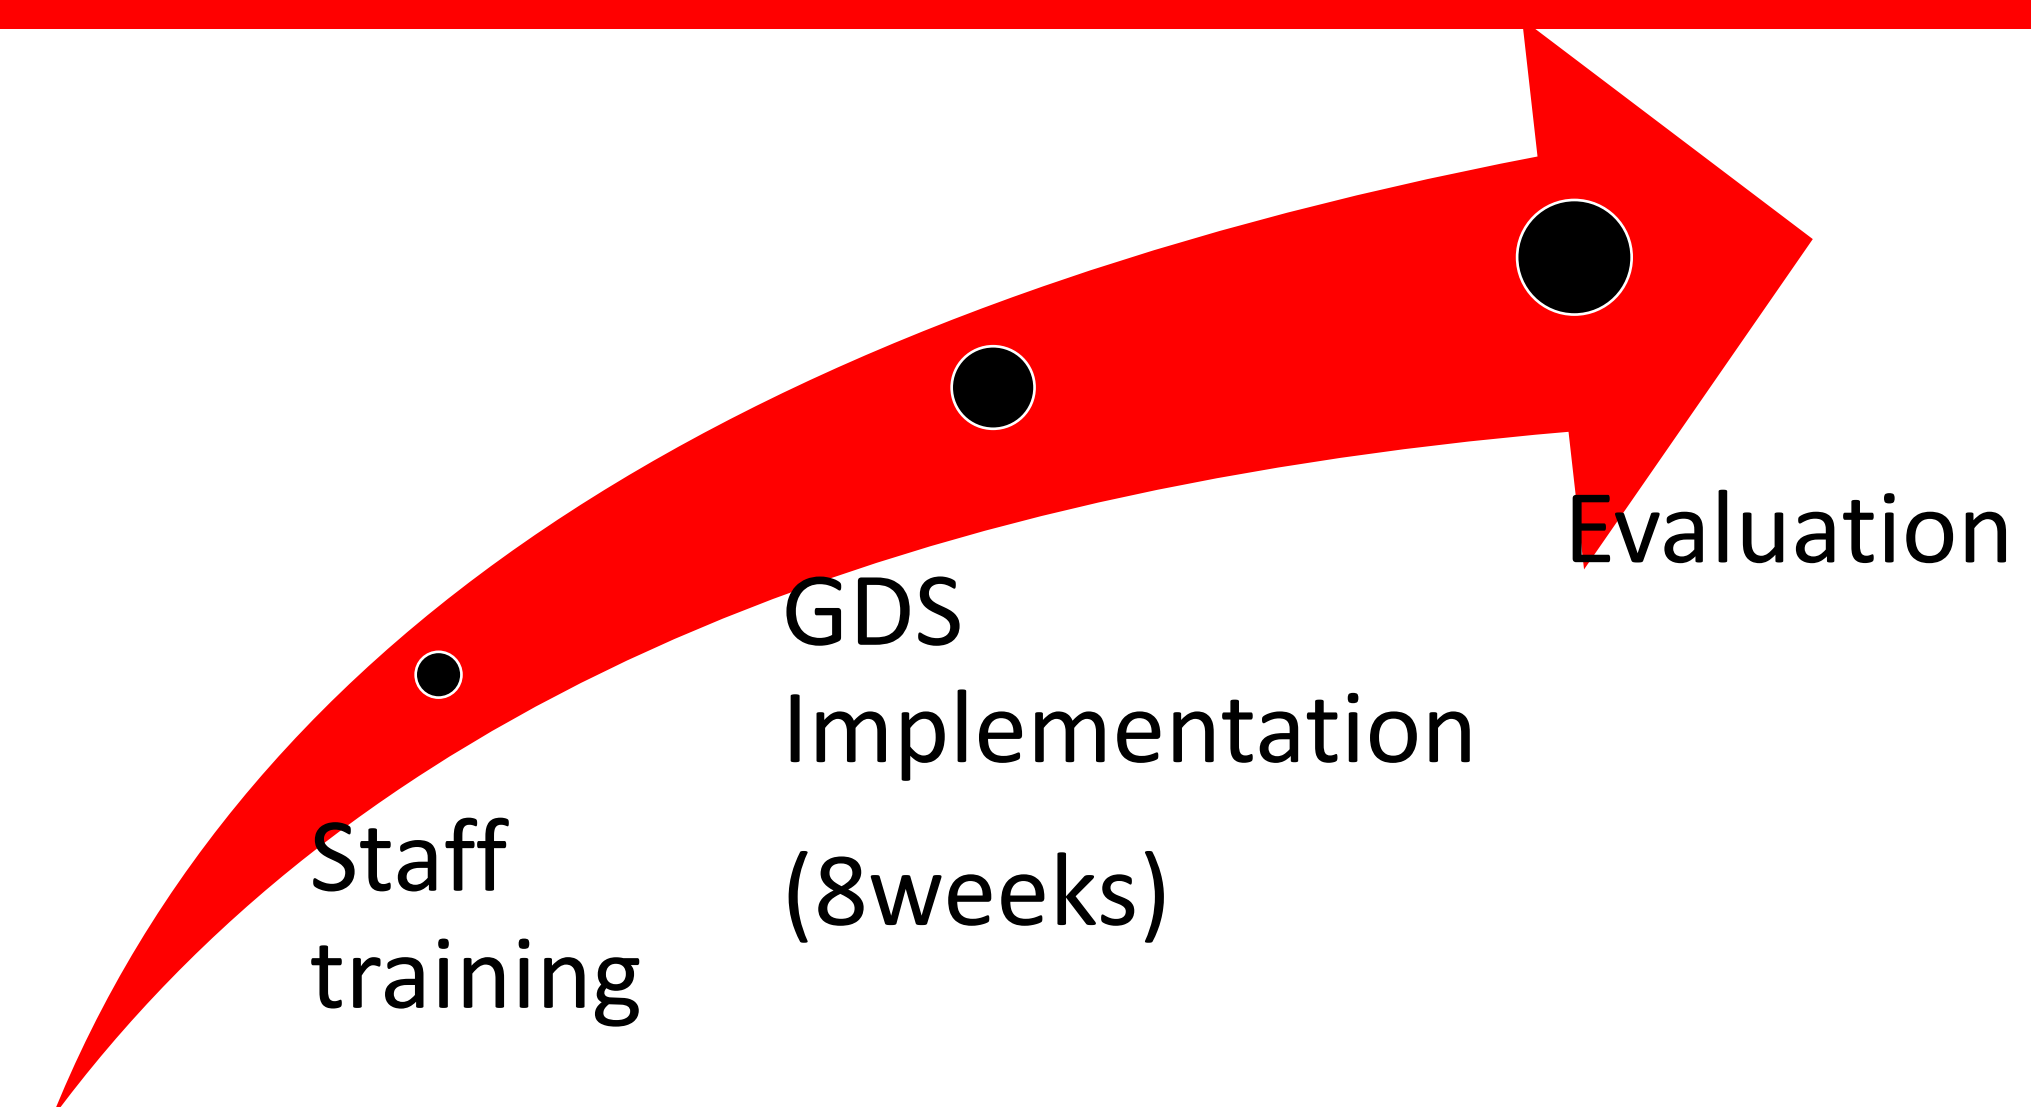 Staff
training
GDS
Implementation
(8weeks)
Evaluation